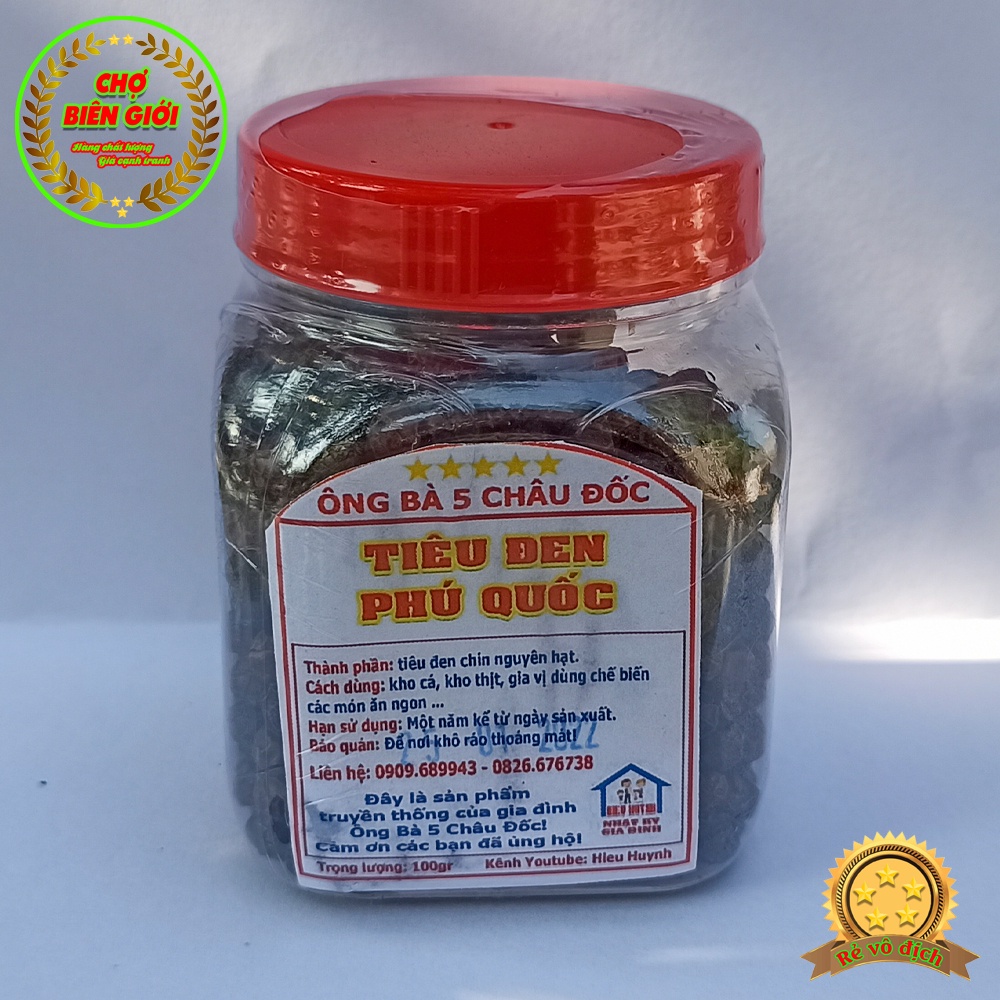 CHỢ
BIÊN GIỚI
Hàng chất lượng
Giá cạnh tranh
ÔNG BÀ 5 CHÂU ĐỐC
TIÊU ĐEN
PHÚ QUỐC
Thành phần: tiêu đen chín nguyên hạt.
Cách dùng: kho cá, kho thịt, gia vị dùng chế biến
các món ăn ngon ...
Hạn sử dụng: Một năm kể từ ngày sản xuất.
Bảo quản: Để nơi khô ráo thoáng mát!
Liên hệ: 0909.689943 - 0826.676738
Đây là sản phẩm
truyền thống của gia đình
Ông Bà 5 Châu Đốc!
Cảm ơn các bạn đã ủng hộ!
NHẬT KÝ
GIA ĐÌNH
Trọng lượng: 100gr Kênh Youtube: Hieu Huynh
Rẻ vô địch